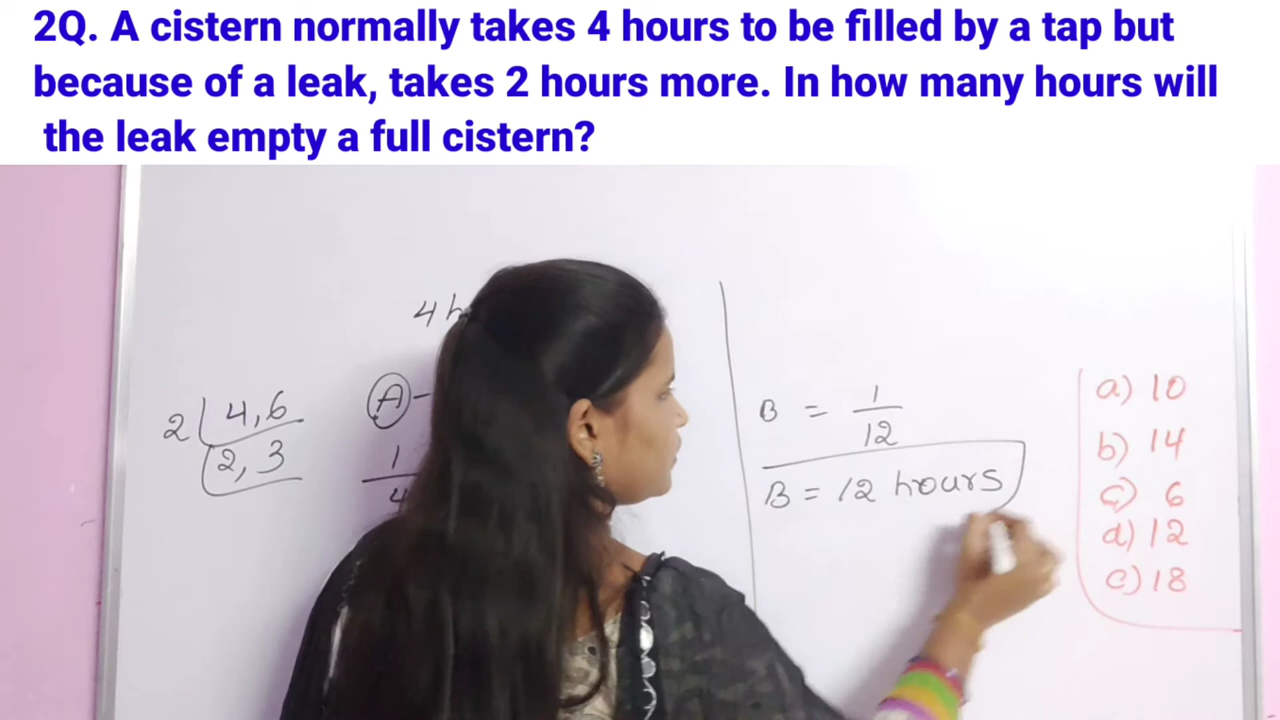 2Q. A cistern normally takes 4 hours to be filled by a tap but
because of a leak, takes 2 hours more. In how many hours will
the leak empty a full cistern?
4 h
2 4,6
2, 3
A -
1
4
B = 1
12
B = 12 hours
a) 10
b) 14
c) 6
d) 12
e) 18